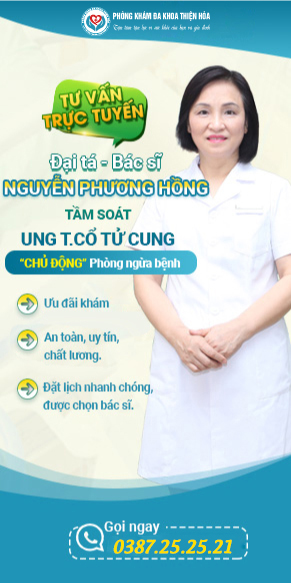 PHÒNG KHÁM ĐA KHOA THIỆN HÒA
TƯ VẤN
TRỰC TUYẾN
Đại tá - Bác sĩ
NGUYỄN PHƯƠNG HỒNG
TẦM SOÁT
UNG T.CỔ TỬ CUNG
“CHỦ ĐỘNG” Phòng ngừa bệnh
Ưu đãi khám
An toàn, uy tín,
chất lượng.
Đặt lịch nhanh chóng,
được chọn bác sĩ.
Gọi ngay
0387.25.25.21